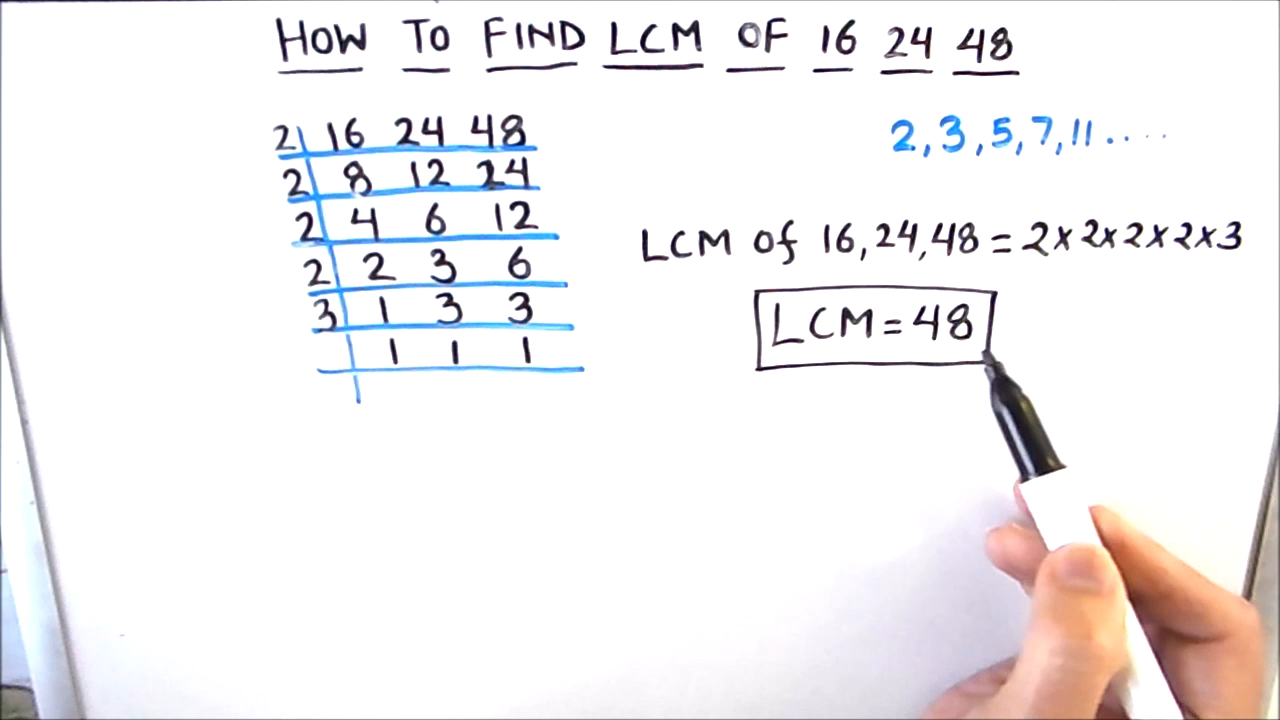 HOW TO FIND LCM OF 16 24 48
2 16 24 48
2 8 12 24
2 4 6 12
2 2 3 6
3 1 3 3
1 1 1
2, 3, 5, 7, 11 .....
LCM of 16, 24, 48 = 2 x 2 x 2 x 2 x 3
LCM = 48